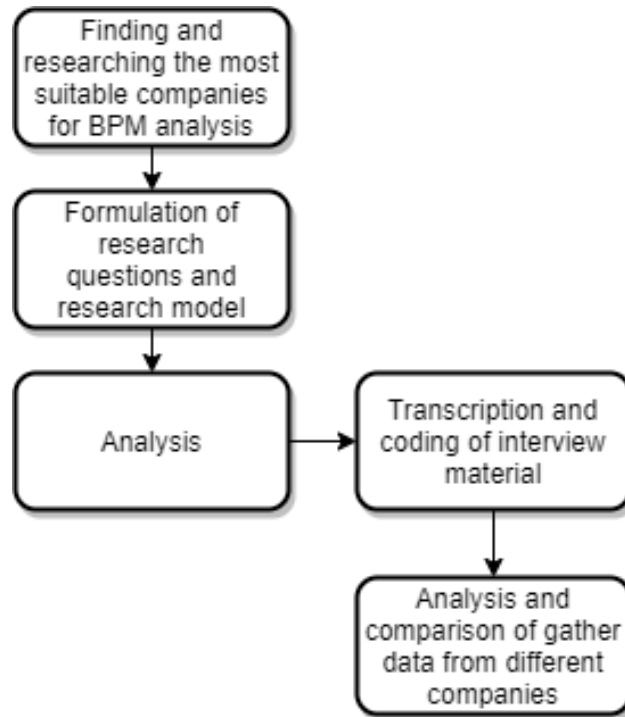 Finding and
researching the most
suitable companies
for BPM analysis
Formulation of
research
questions and
research model
Analysis
Transcription and
coding of interview
material
Analysis and
comparison of gather
data from different
companies